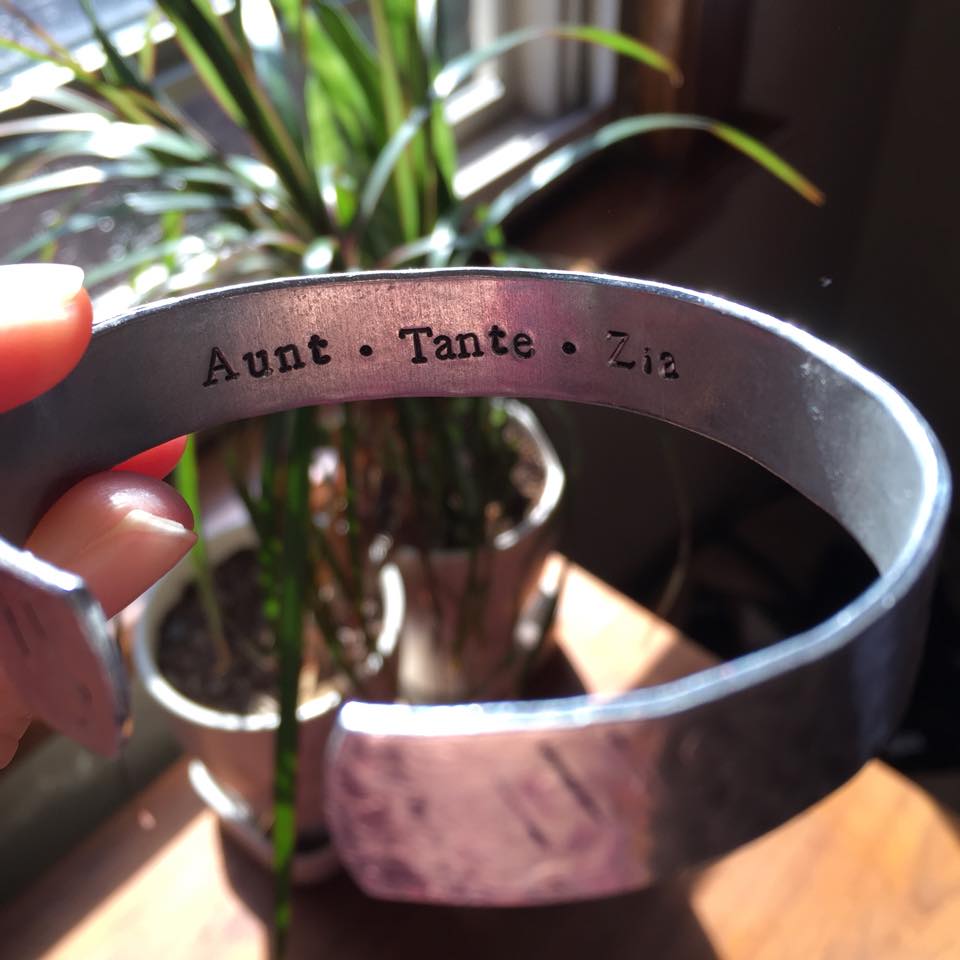 Aunt • Tante • Zia